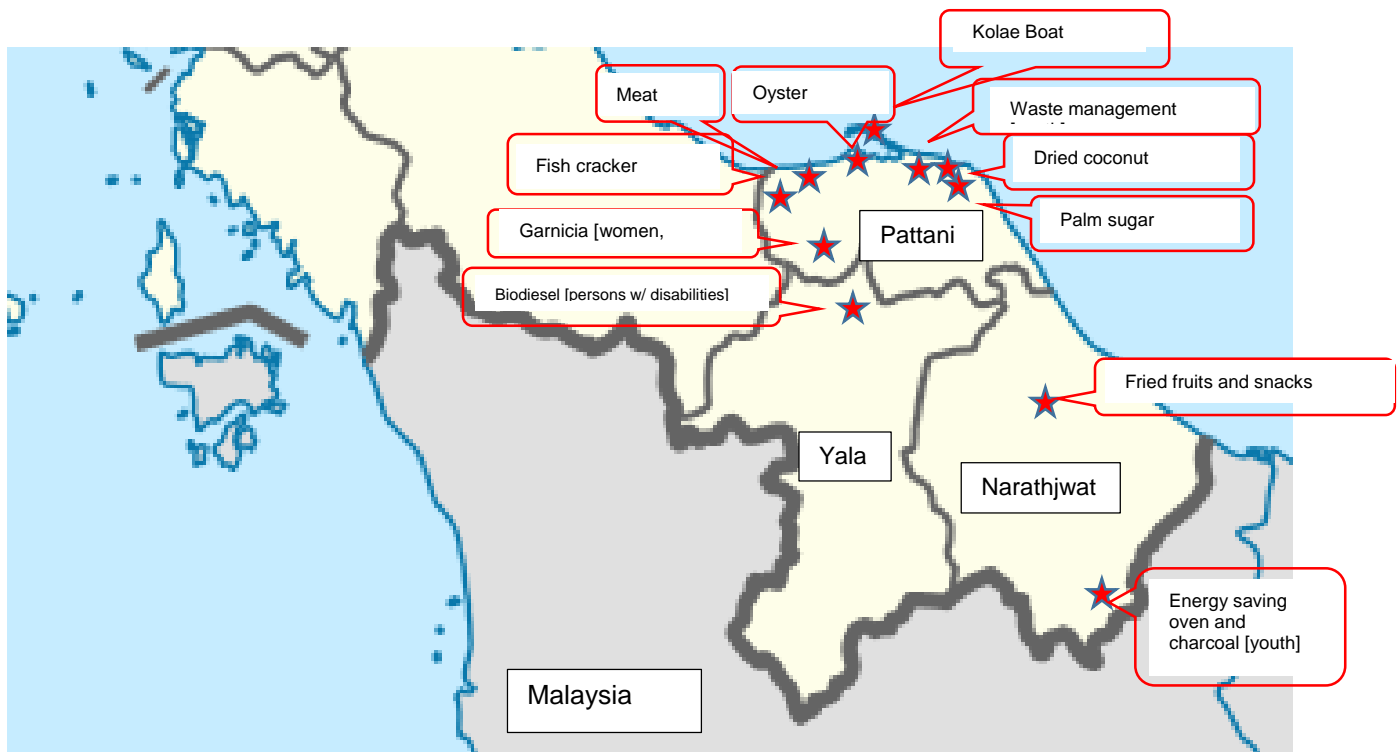 Kolae Boat
Meat
Oyster
Waste management
Fish cracker
Dried coconut
Garnicia [women,
Pattani
Palm sugar
Biodiesel [persons w/ disabilities]
Fried fruits and snacks
Yala
Narathjwat
Energy saving
oven and
charcoal [youth]
Malaysia